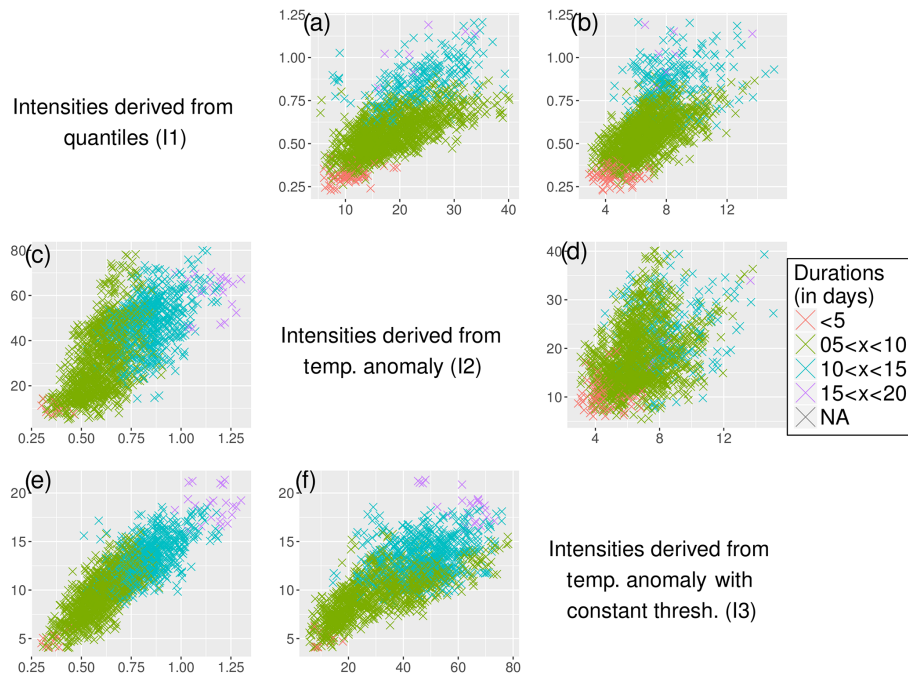 (a)
1.25
1.00
0.75
0.50
0.25
10 20 30 40
(b)
1.25
1.00
0.75
0.50
0.25
4 8 12
Intensities derived from
quantiles (I1)
(c)
80
60
40
20
0.25 0.50 0.75 1.00 1.25
Intensities derived from
temp. anomaly (I2)
(d)
40
30
20
10
4 8 12
Durations
(in days)
<5
05<x<10
10<x<15
15<x<20
NA
(e)
20
15
10
5
0.25 0.50 0.75 1.00 1.25
(f)
20
15
10
5
20 40 60 80
Intensities derived from
temp. anomaly with
constant thresh. (I3)